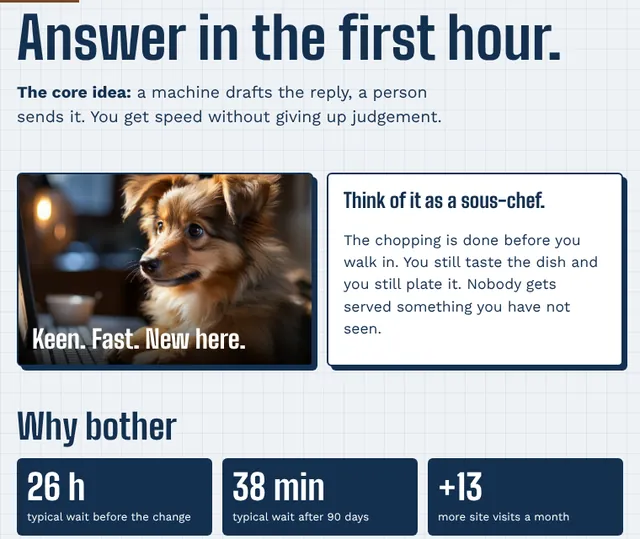 Answer in the first hour.
The core idea: a machine drafts the reply, a person
sends it. You get speed without giving up judgement.
Keen. Fast. New here.
Think of it as a sous-chef.
The chopping is done before you
walk in. You still taste the dish and
you still plate it. Nobody gets
served something you have not
seen.
Why bother
26 h
typical wait before the change
38 min
typical wait after 90 days
+13
more site visits a month